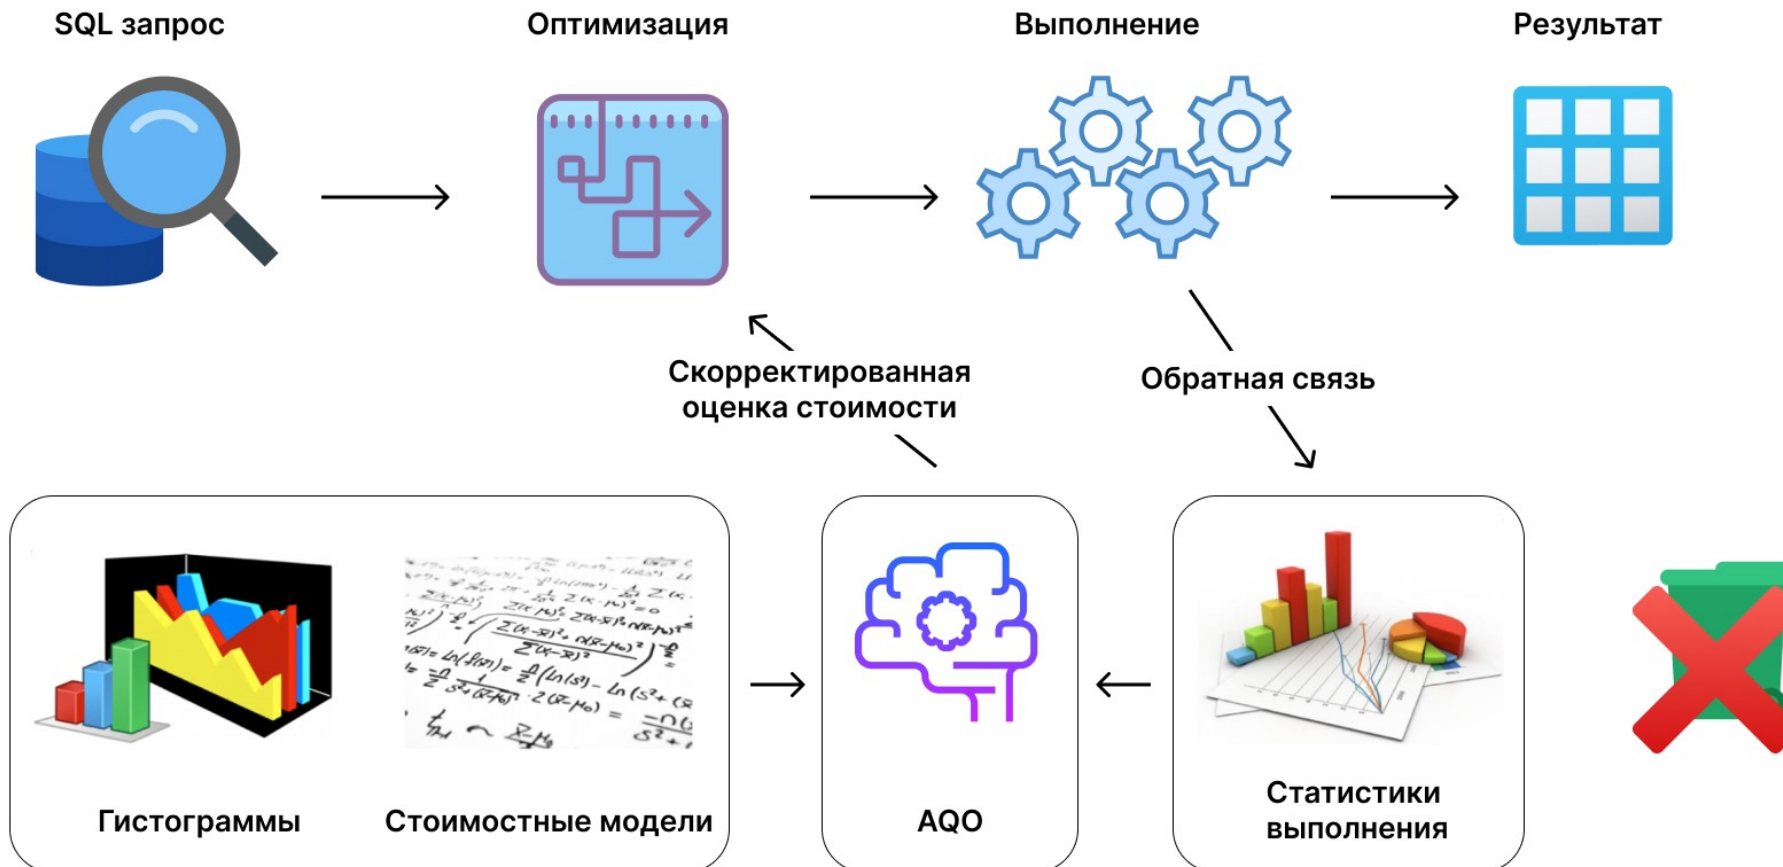 SQL запрос
Оптимизация
Выполнение
Результат
Скорректированная
оценка стоимости
Обратная связь
Гистограммы
Стоимостные модели
AQO
Статистики
выполнения